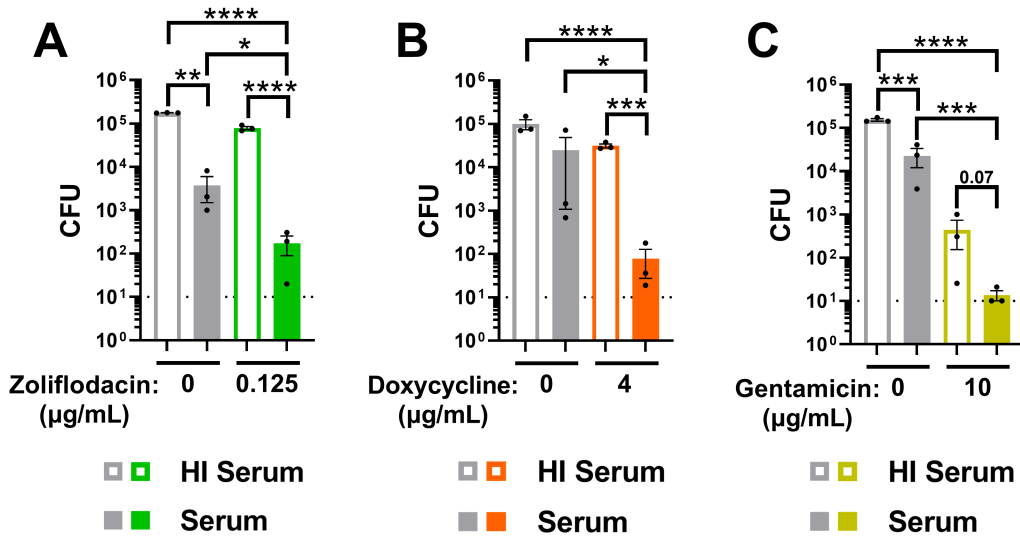 A
****
*
**
****
CFU
10⁶
10⁵
10⁴
10³
10²
10¹
10⁰
Zoliflodacin: 0 0.125
(µg/mL)
HI Serum
Serum
B
****
*
***
CFU
10⁶
10⁵
10⁴
10³
10²
10¹
10⁰
Doxycycline: 0 4
(µg/mL)
HI Serum
Serum
C
****
***
***
0.07
CFU
10⁶
10⁵
10⁴
10³
10²
10¹
10⁰
Gentamicin: 0 10
(µg/mL)
HI Serum
Serum